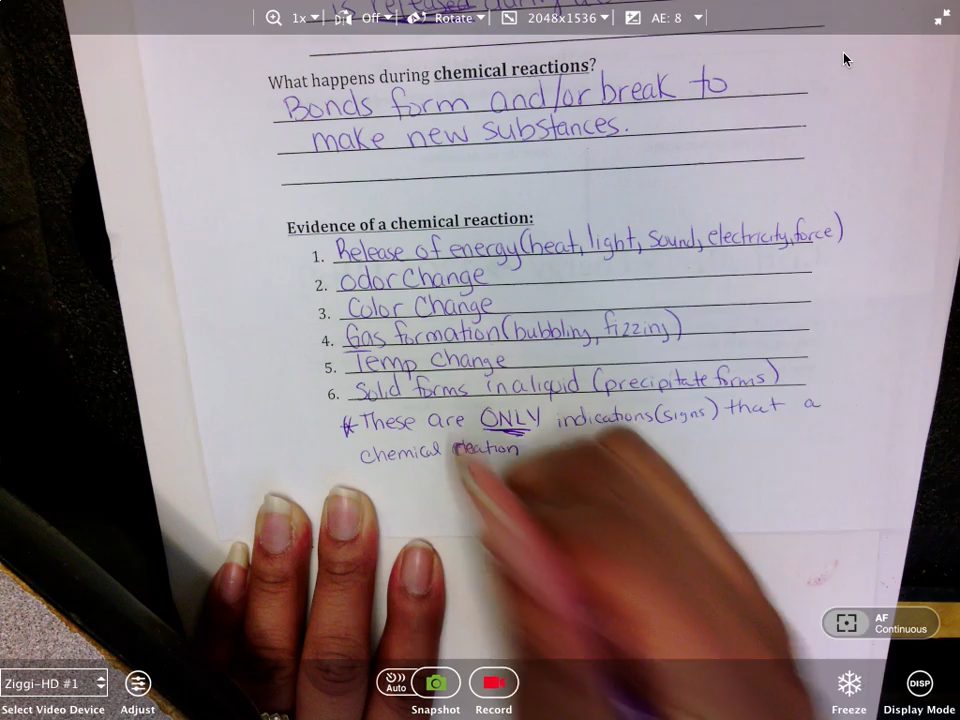 1x Off Rotate 2048x1536 AE: 8
is released during a
What happens during chemical reactions?
Bonds form and/or break to
make new substances.
Evidence of a chemical reaction:
1. Release of energy (heat, light, sound, electricity, force)
2. odor Change
3. Color Change
4. Gas formation (bubbling, fizzing)
5. Temp Change
6. Solid forms in a liquid (precipitate forms)
* These are ONLY indications (signs) that a
chemical reation
AF
Continuous
Ziggi-HD #1
Auto
DISP
Select Video Device Adjust Snapshot Record Freeze Display Mode